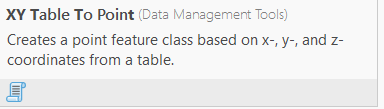 XY Table To Point (Data Management Tools)
Creates a point feature class based on x-, y-, and z-
coordinates from a table.